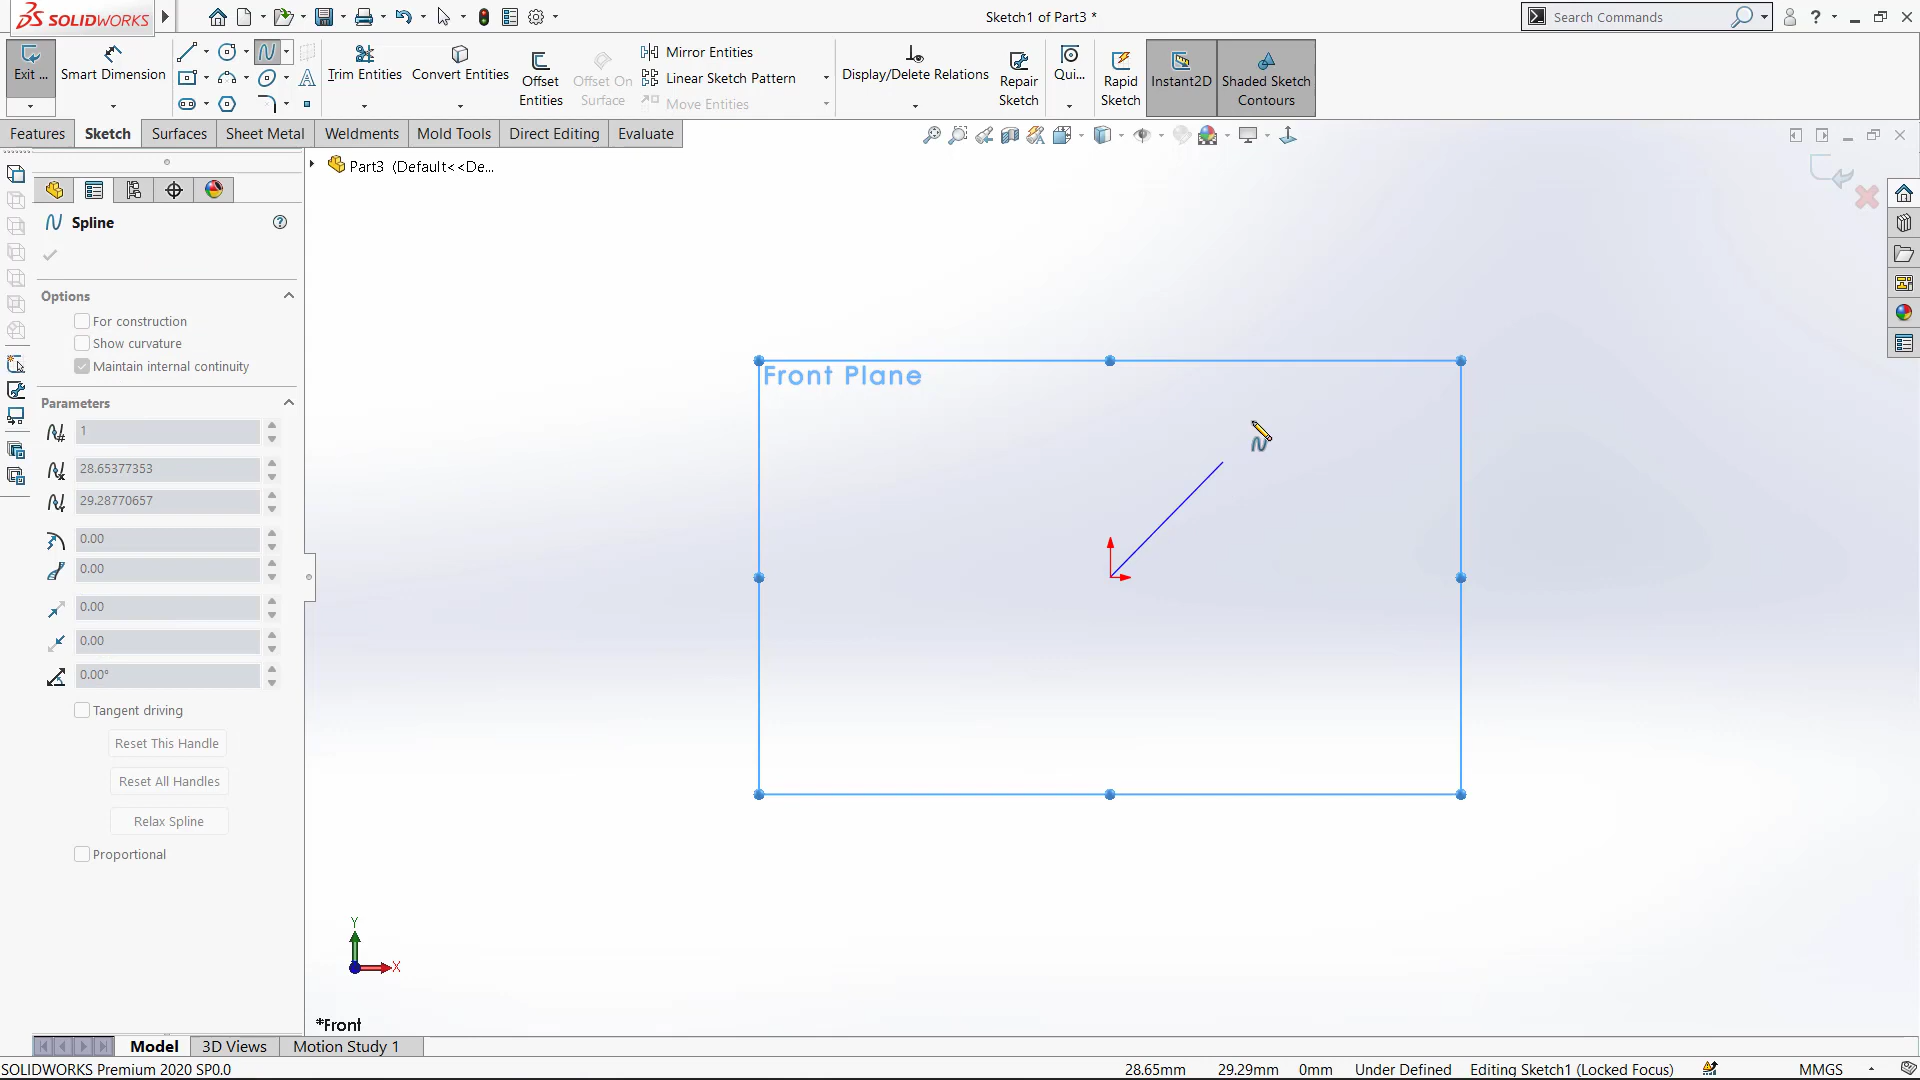 SOLIDWORKS
Sketch1 of Part3 *
Search Commands
Exit ...
Smart Dimension
Trim Entities
Convert Entities
Offset Entities
Offset On Surface
Mirror Entities
Linear Sketch Pattern
Move Entities
Display/Delete Relations
Repair Sketch
Qui...
Rapid Sketch
Instant2D
Shaded Sketch Contours
Features
Sketch
Surfaces
Sheet Metal
Weldments
Mold Tools
Direct Editing
Evaluate
Part3 (Default<<De...
Spline
Options
For construction
Show curvature
Maintain internal continuity
Parameters
1
28.65377353
29.28770657
0.00
0.00
0.00
0.00
0.00°
Tangent driving
Reset This Handle
Reset All Handles
Relax Spline
Proportional
Front Plane
Y
X
*Front
Model
3D Views
Motion Study 1
SOLIDWORKS Premium 2020 SP0.0
28.65mm
29.29mm
0mm
Under Defined
Editing Sketch1 (Locked Focus)
MMGS